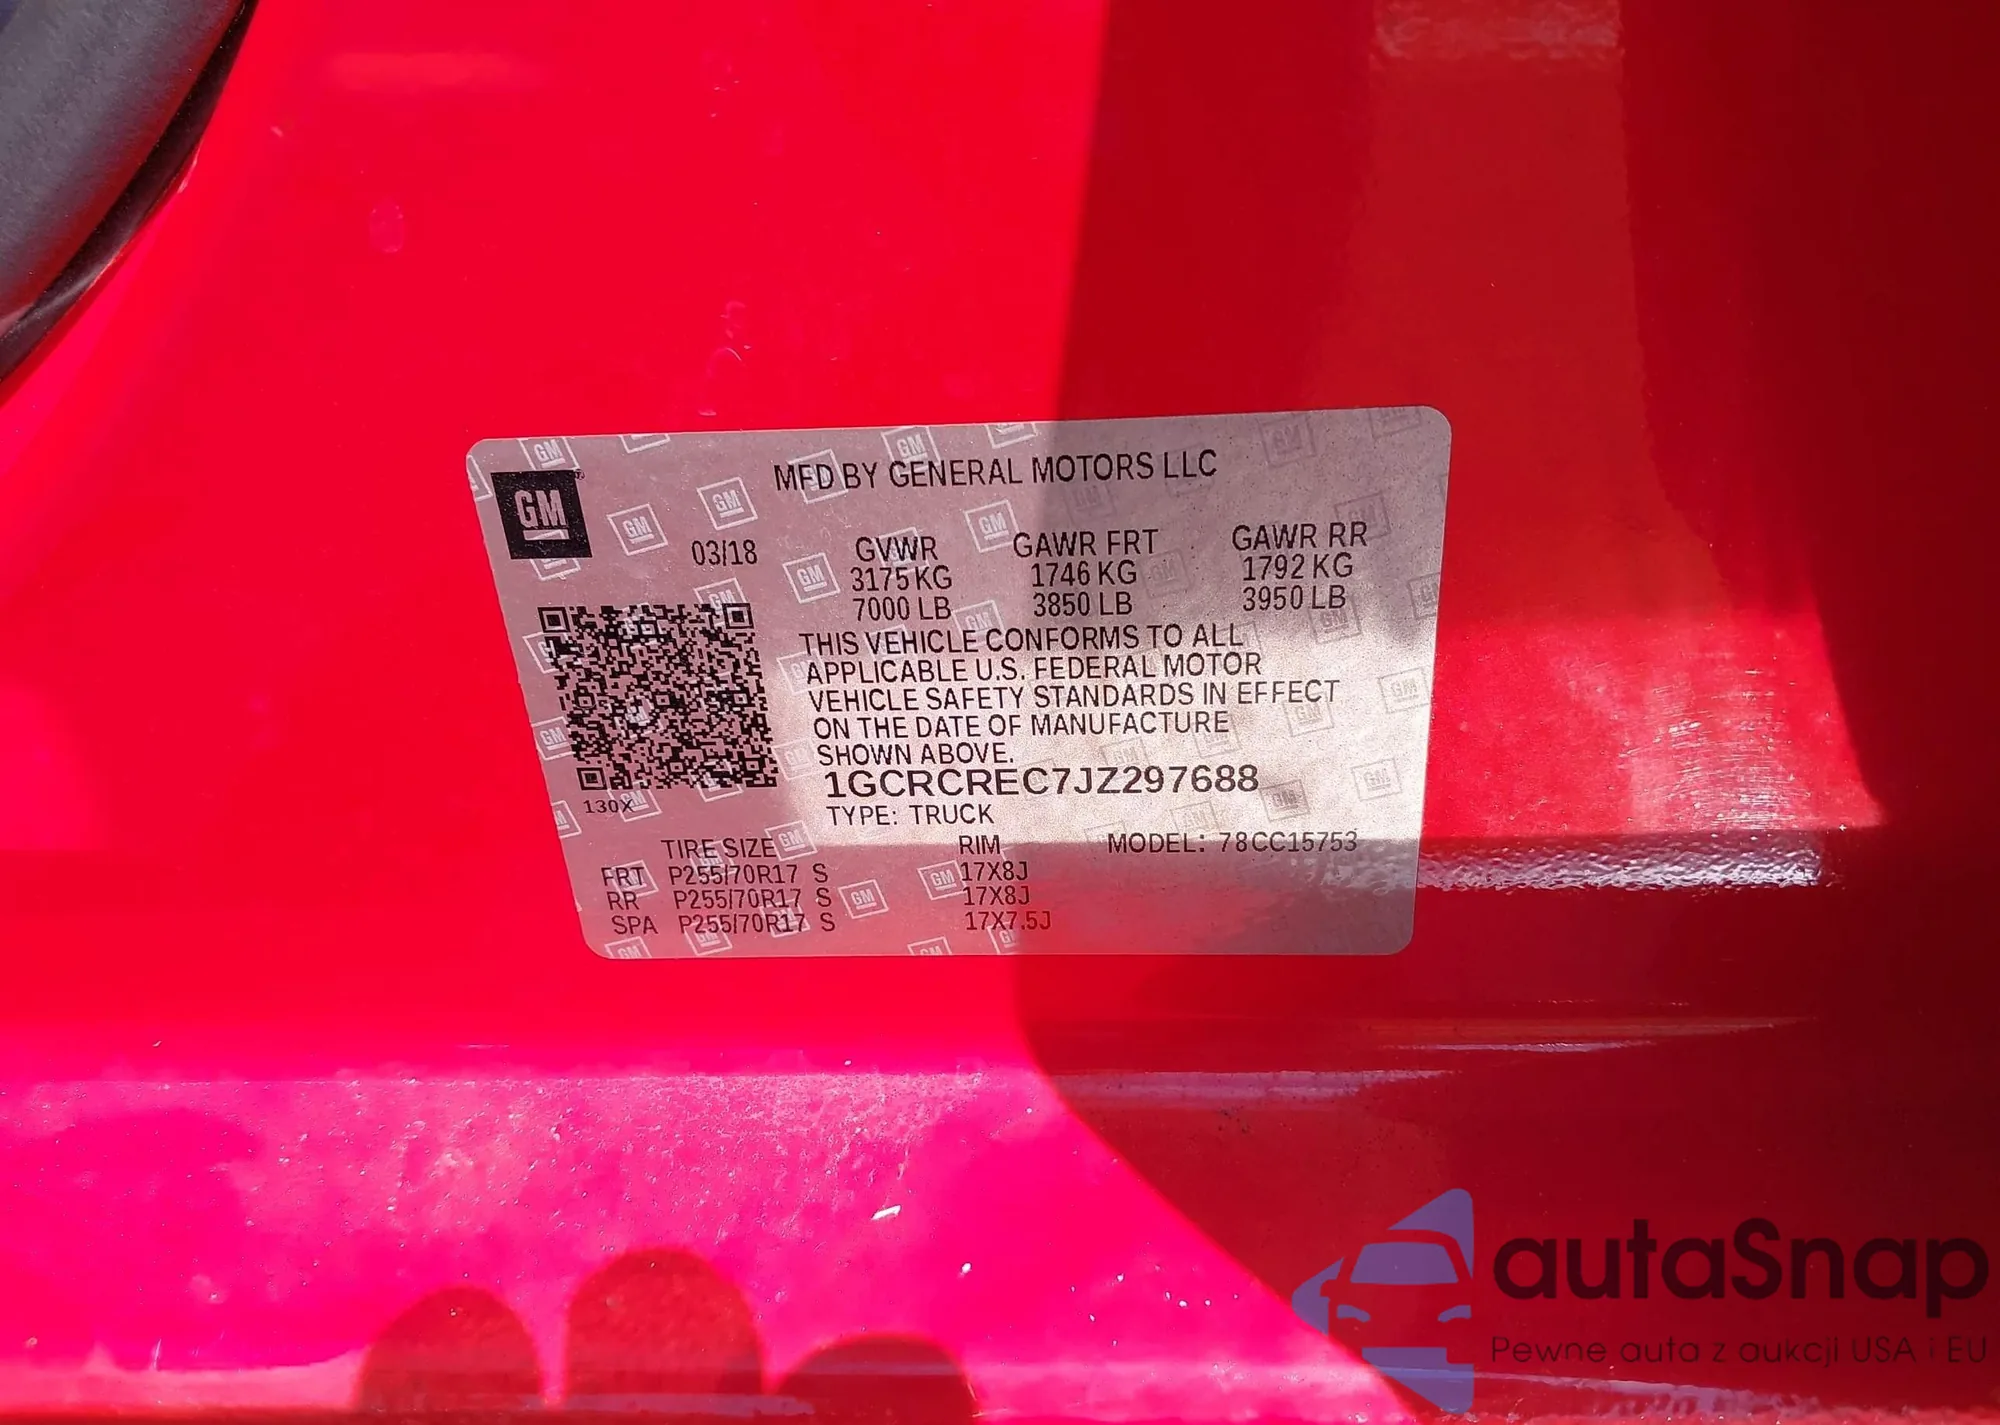 GM
MFD BY GENERAL MOTORS LLC
03/18
GVWR GAWR FRT GAWR RR
3175 KG 1746 KG 1792 KG
7000 LB 3850 LB 3950 LB
THIS VEHICLE CONFORMS TO ALL
APPLICABLE U.S. FEDERAL MOTOR
VEHICLE SAFETY STANDARDS IN EFFECT
ON THE DATE OF MANUFACTURE
SHOWN ABOVE.
1GCRCREC7JZ297688
130X
TYPE: TRUCK
TIRE SIZE RIM MODEL: 78CC15753
FRT P255/70R17 S 17X8J
RR P255/70R17 S 17X8J
SPA P255/70R17 S 17X7.5J
autaSnap
Pewne auta z aukcji USA i EU